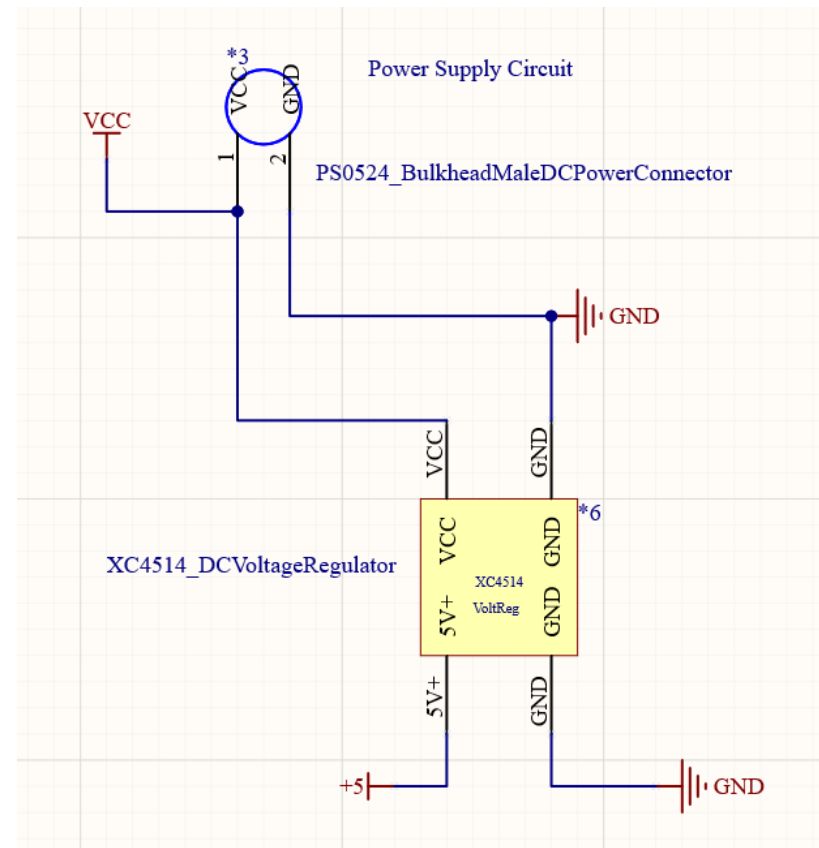 *3
Power Supply Circuit
VCC
GND
VCC
1
2
PS0524_BulkheadMaleDCPowerConnector
GND
VCC
GND
*6
VCC
GND
XC4514_DCVoltageRegulator
XC4514
VoltReg
5V+
GND
5V+
GND
+5
GND